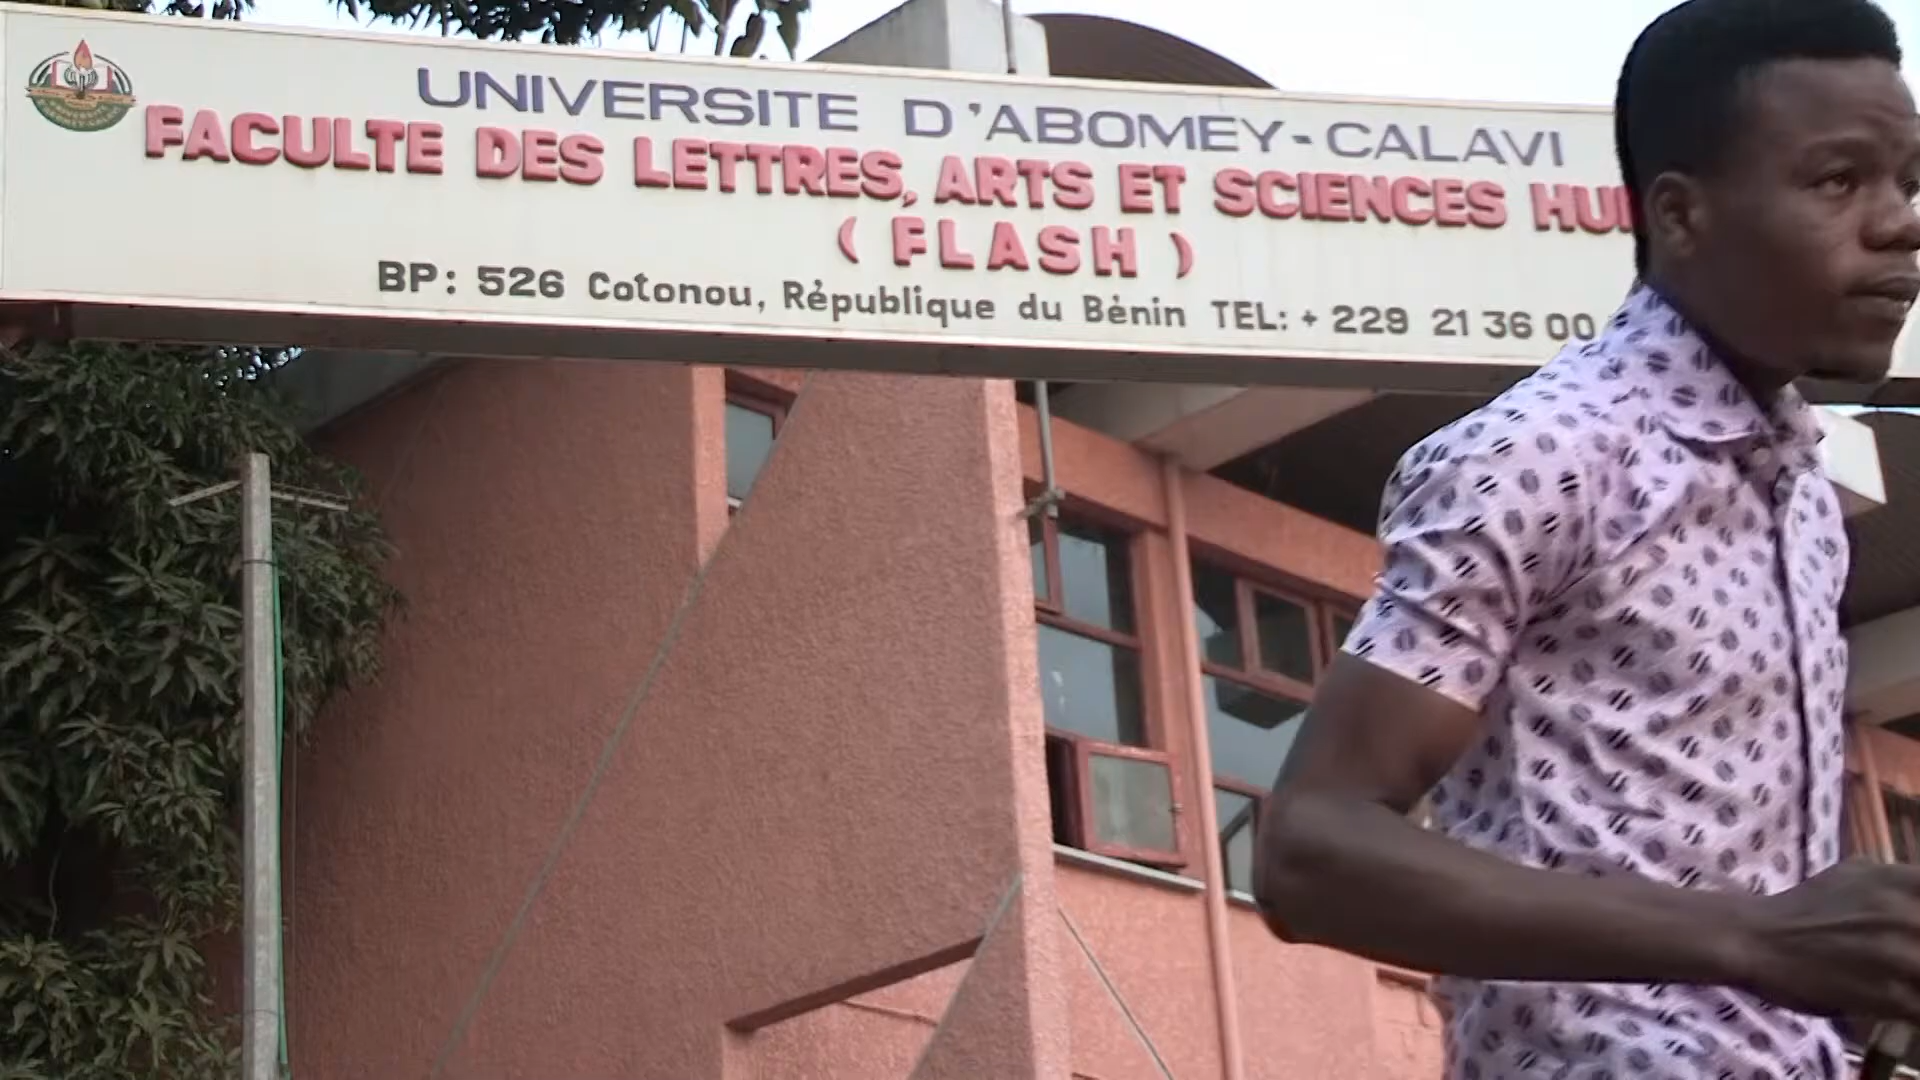 UNIVERSITE D'ABOMEY-CALAVI
FACULTE DES LETTRES, ARTS ET SCIENCES
( FLASH )
BP: 526 Cotonou, République du Bénin TEL: + 229 21 36 00